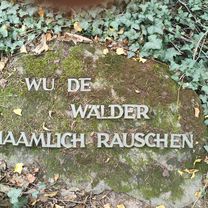 WU DE
WÄLDER
HAAMLICH RAUSCHEN